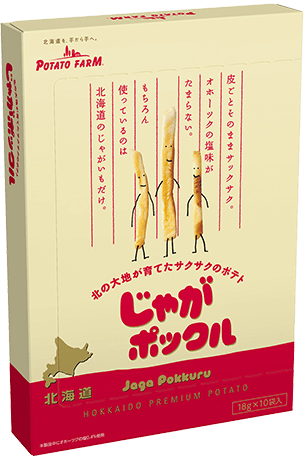 北海道を、手から手へ。
POTATO FARM
皮ごとそのままサックサク。
オホーツクの塩味が
たまらない。
もちろん
使っているのは
北海道のじゃがいもだけ。
北の大地が育てたサクサクのポテト
じゃが
ポックル
北海道
Jaga Pokkuru
HOKKAIDO PREMIUM POTATO
18g×10袋入
じゃがポックル
POTATO FARM